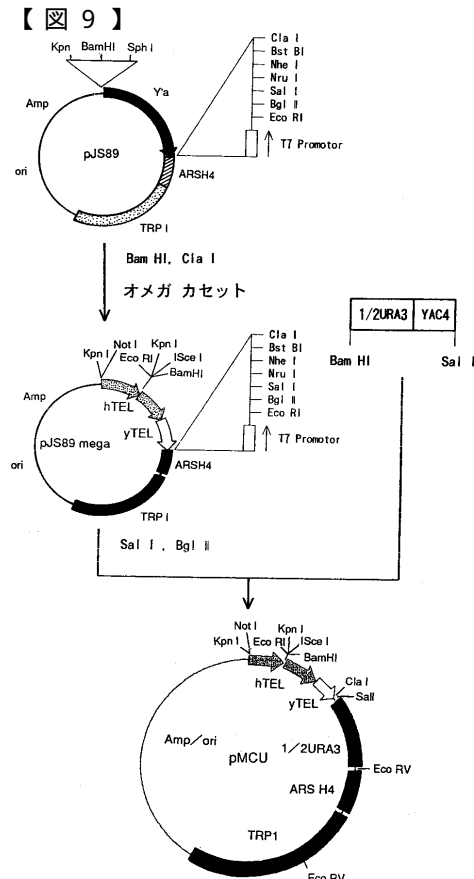 【 図 9 】
Kpn I BamHI Sph I
Cla I
Bst BI
Nhe I
Nru I
Sal I
Bgl II
Eco RI
T7 Promotor
Amp
Y'a
pJS89
ori
ARSH4
TRP I
Bam HI, Cla I
オメガ カセット
1/2URA3 YAC4
Bam HI Sal I
Kpn I Not I Eco RI Kpn I ISce I BamHI
Cla I
Bst BI
Nhe I
Nru I
Sal I
Bgl II
Eco RI
T7 Promotor
Amp
hTEL
yTEL
pJS89 mega
ori
ARSH4
TRP I
Sal I , Bgl II
Not I
Kpn I Eco RI Kpn I ISce I
BamHI
hTEL
Cla I
yTEL
SalI
Amp/ori
pMCU
1/2URA3
Eco RV
ARS H4
TRP1
Eco RV